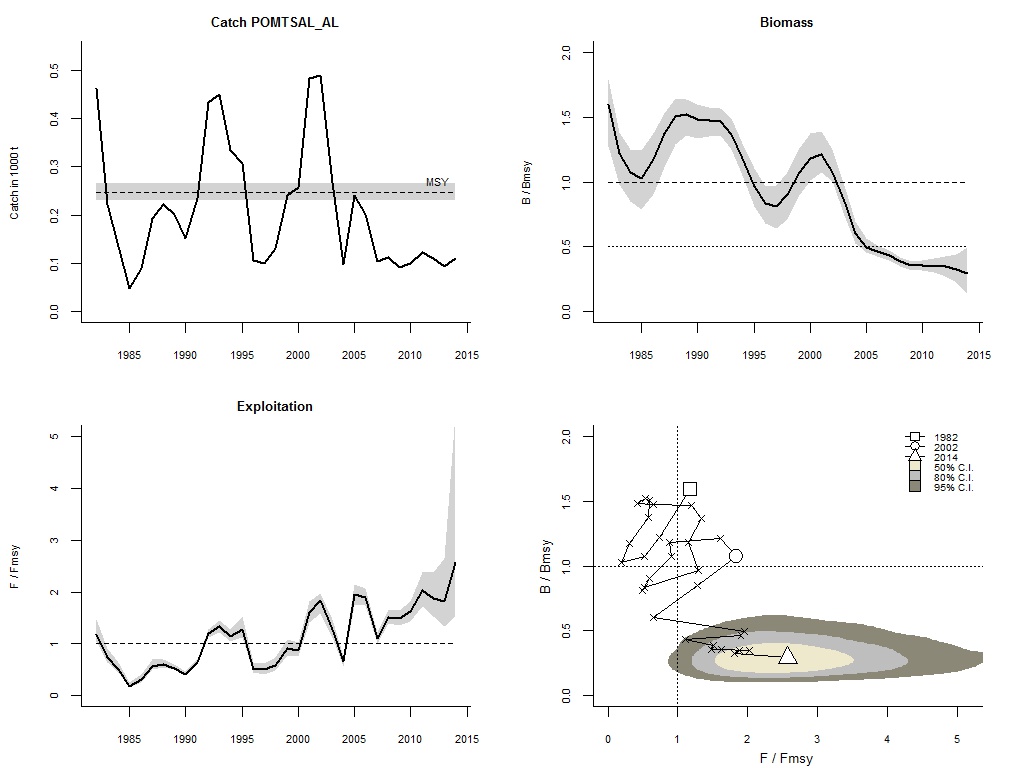 Catch POMTSAL_AL
Catch in 1000 t
0.0 0.1 0.2 0.3 0.4 0.5
MSY
1985 1990 1995 2000 2005 2010 2015
Biomass
B / Bmsy
0.0 0.5 1.0 1.5 2.0
1985 1990 1995 2000 2005 2010 2015
Exploitation
F / Fmsy
0 1 2 3 4 5
1985 1990 1995 2000 2005 2010 2015
B / Bmsy
0.0 0.5 1.0 1.5 2.0
1982
2002
2014
50% C.I.
80% C.I.
95% C.I.
0 1 2 3 4 5
F / Fmsy